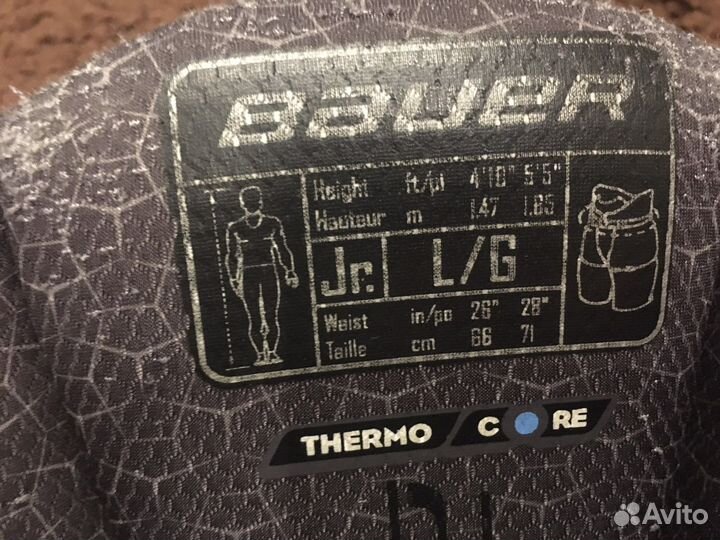 BAUER
Height ft/pi 4'10" 5'5"
Hauteur m 1.47 1.65
Jr. L/G
Waist in/po 26" 28"
Taille cm 66 71
THERMO CORE
Avito